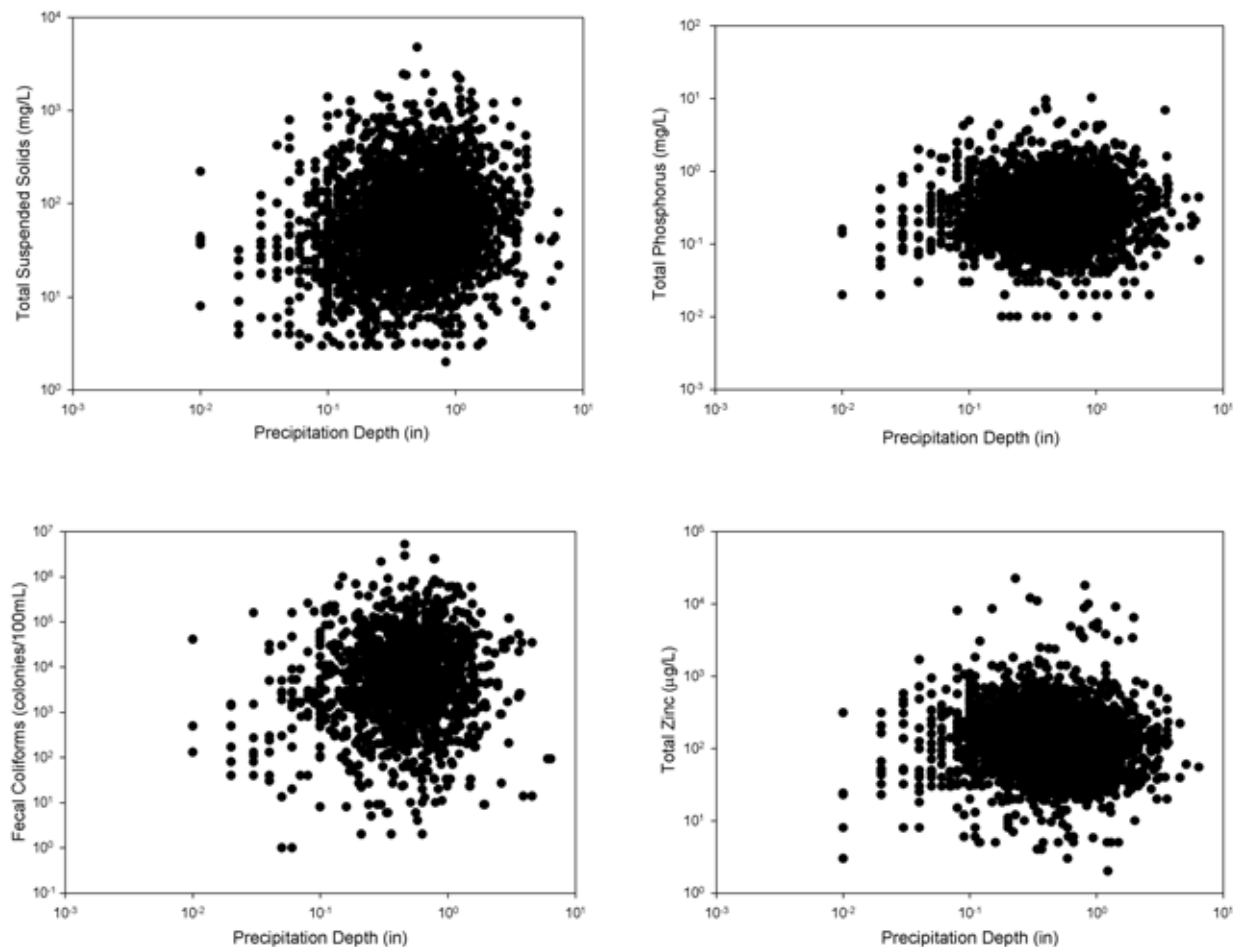 Total Suspended Solids (mg/L)
10⁴
10³
10²
10¹
10⁰
10⁻³ 10⁻² 10⁻¹ 10⁰ 10¹
Precipitation Depth (in)
Total Phosphorus (mg/L)
10²
10¹
10⁰
10⁻¹
10⁻²
10⁻³
10⁻³ 10⁻² 10⁻¹ 10⁰ 10¹
Precipitation Depth (in)
Fecal Coliforms (colonies/100mL)
10⁷
10⁶
10⁵
10⁴
10³
10²
10¹
10⁰
10⁻¹
10⁻³ 10⁻² 10⁻¹ 10⁰ 10¹
Precipitation Depth (in)
Total Zinc (µg/L)
10⁵
10⁴
10³
10²
10¹
10⁰
10⁻³ 10⁻² 10⁻¹ 10⁰ 10¹
Precipitation Depth (in)